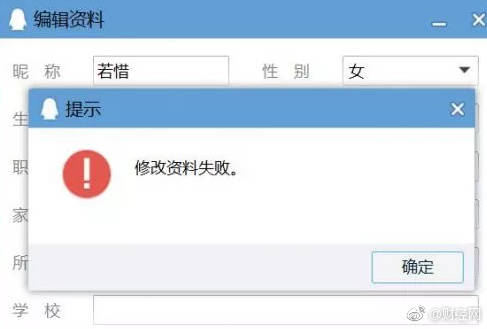 编辑资料
昵 称 若惜 性 别 女
生
提示
职
修改资料失败。
家
所
确定
学 校
@财经网